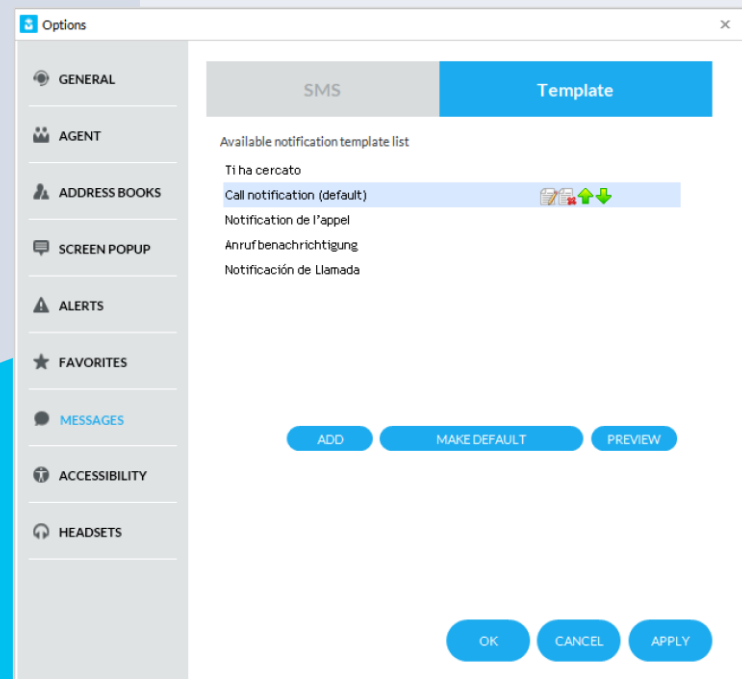 Options
GENERAL
AGENT
ADDRESS BOOKS
SCREEN POPUP
ALERTS
FAVORITES
MESSAGES
ACCESSIBILITY
HEADSETS
SMS
Template
Available notification template list
Ti ha cercato
Call notification (default)
Notification de l'appel
Anrufbenachrichtigung
Notificación de Llamada
ADD
MAKE DEFAULT
PREVIEW
OK
CANCEL
APPLY